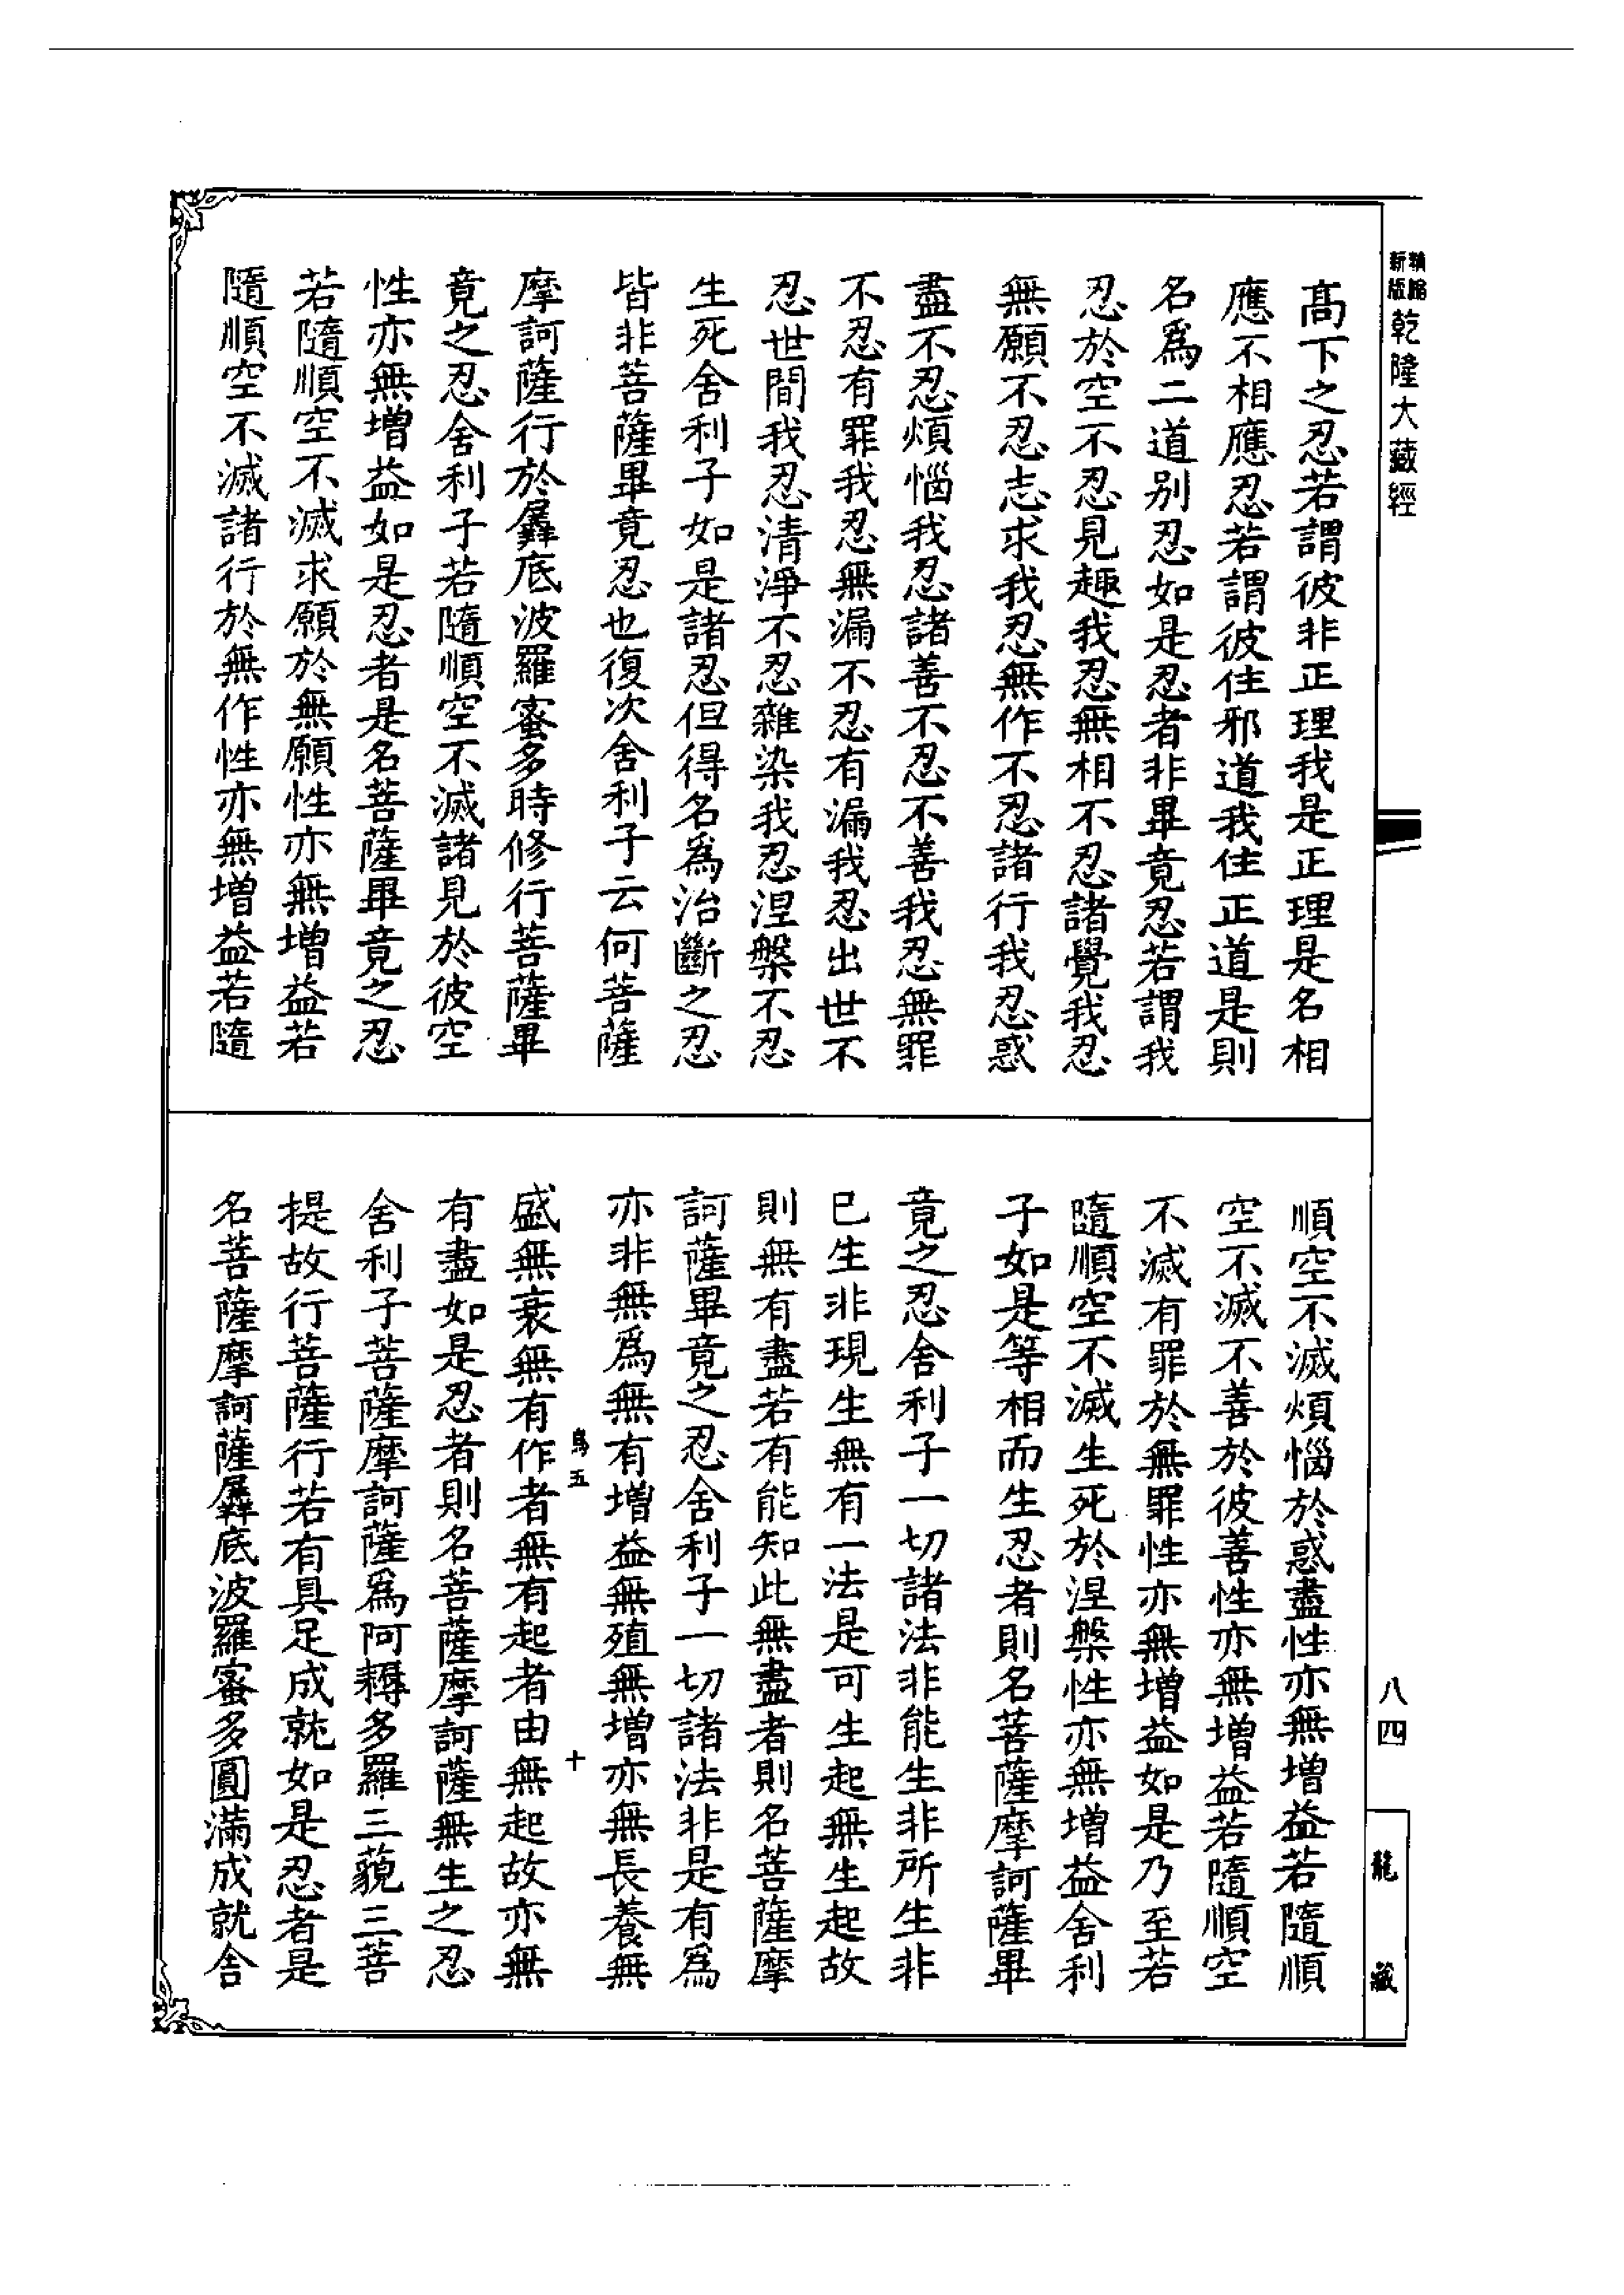 精縮
新版
乾隆大藏經
高下之忍若謂彼非正理我是正理是名相
應不相應忍若謂彼住邪道我住正道是則
名爲二道別忍如是忍者非畢竟忍若謂我
忍於空不忍見趣我忍無相不忍諸覺我忍
無願不忍志求我忍無作不忍諸行我忍惑
盡不忍煩惱我忍諸善不忍不善我忍無罪
不忍有罪我忍無漏不忍有漏我忍出世不
忍世間我忍清淨不忍雜染我忍涅槃不忍
生死舍利子如是諸忍但得名爲治斷之忍
皆非菩薩畢竟忍也復次舍利子云何菩薩
摩訶薩行於羼底波羅蜜多時修行菩薩畢
竟之忍舍利子若隨順空不滅諸見於彼空
性亦無增益如是忍者是名菩薩畢竟之忍
若隨順空不滅求願於無願性亦無增益若
隨順空不滅諸行於無作性亦無增益若隨
順空不滅煩惱於惑盡性亦無增益若隨順
空不滅不善於彼善性亦無增益若隨順空
不滅有罪於無罪性亦無增益如是乃至若
隨順空不滅生死於涅槃性亦無增益舍利
子如是等相而生忍者則名菩薩摩訶薩畢
竟之忍舍利子一切諸法非能生非所生非
已生非現生無有一法是可生起無生起故
則無有盡若有能知此無盡者則名菩薩摩
訶薩畢竟之忍舍利子一切諸法非是有爲
亦非無爲無有增益無殖無增亦無長養無
鳥五 十
盛無衰無有作者無有起者由無起故亦無
有盡如是忍者則名菩薩摩訶薩無生之忍
舍利子菩薩摩訶薩爲阿耨多羅三藐三菩
提故行菩薩行若有具足成就如是忍者是
名菩薩摩訶薩羼底波羅蜜多圓滿成就舍
八四
龍藏